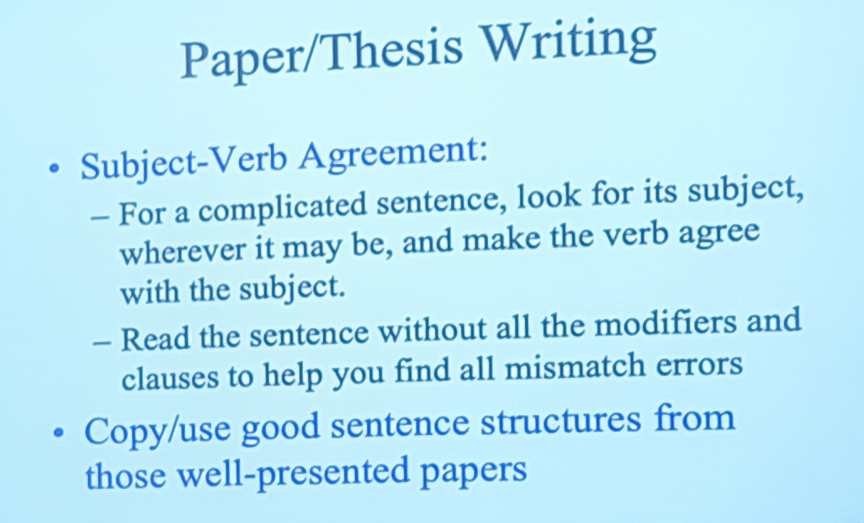 Paper/Thesis Writing
• Subject-Verb Agreement:
– For a complicated sentence, look for its subject,
wherever it may be, and make the verb agree
with the subject.
– Read the sentence without all the modifiers and
clauses to help you find all mismatch errors
• Copy/use good sentence structures from
those well-presented papers